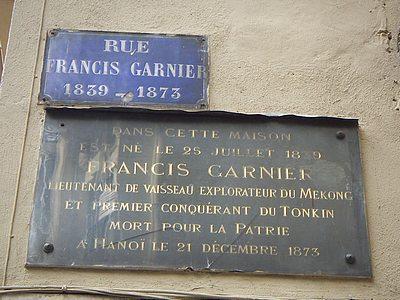 RUE
FRANCIS GARNIER
1839 - 1873
DANS CETTE MAISON
EST NÉ LE 25 JUILLET 1839
FRANCIS GARNIER
LIEUTENANT DE VAISSEAU EXPLORATEUR DU MEKONG
ET PREMIER CONQUÉRANT DU TONKIN
MORT POUR LA PATRIE
A HANOÏ LE 21 DÉCEMBRE 1873